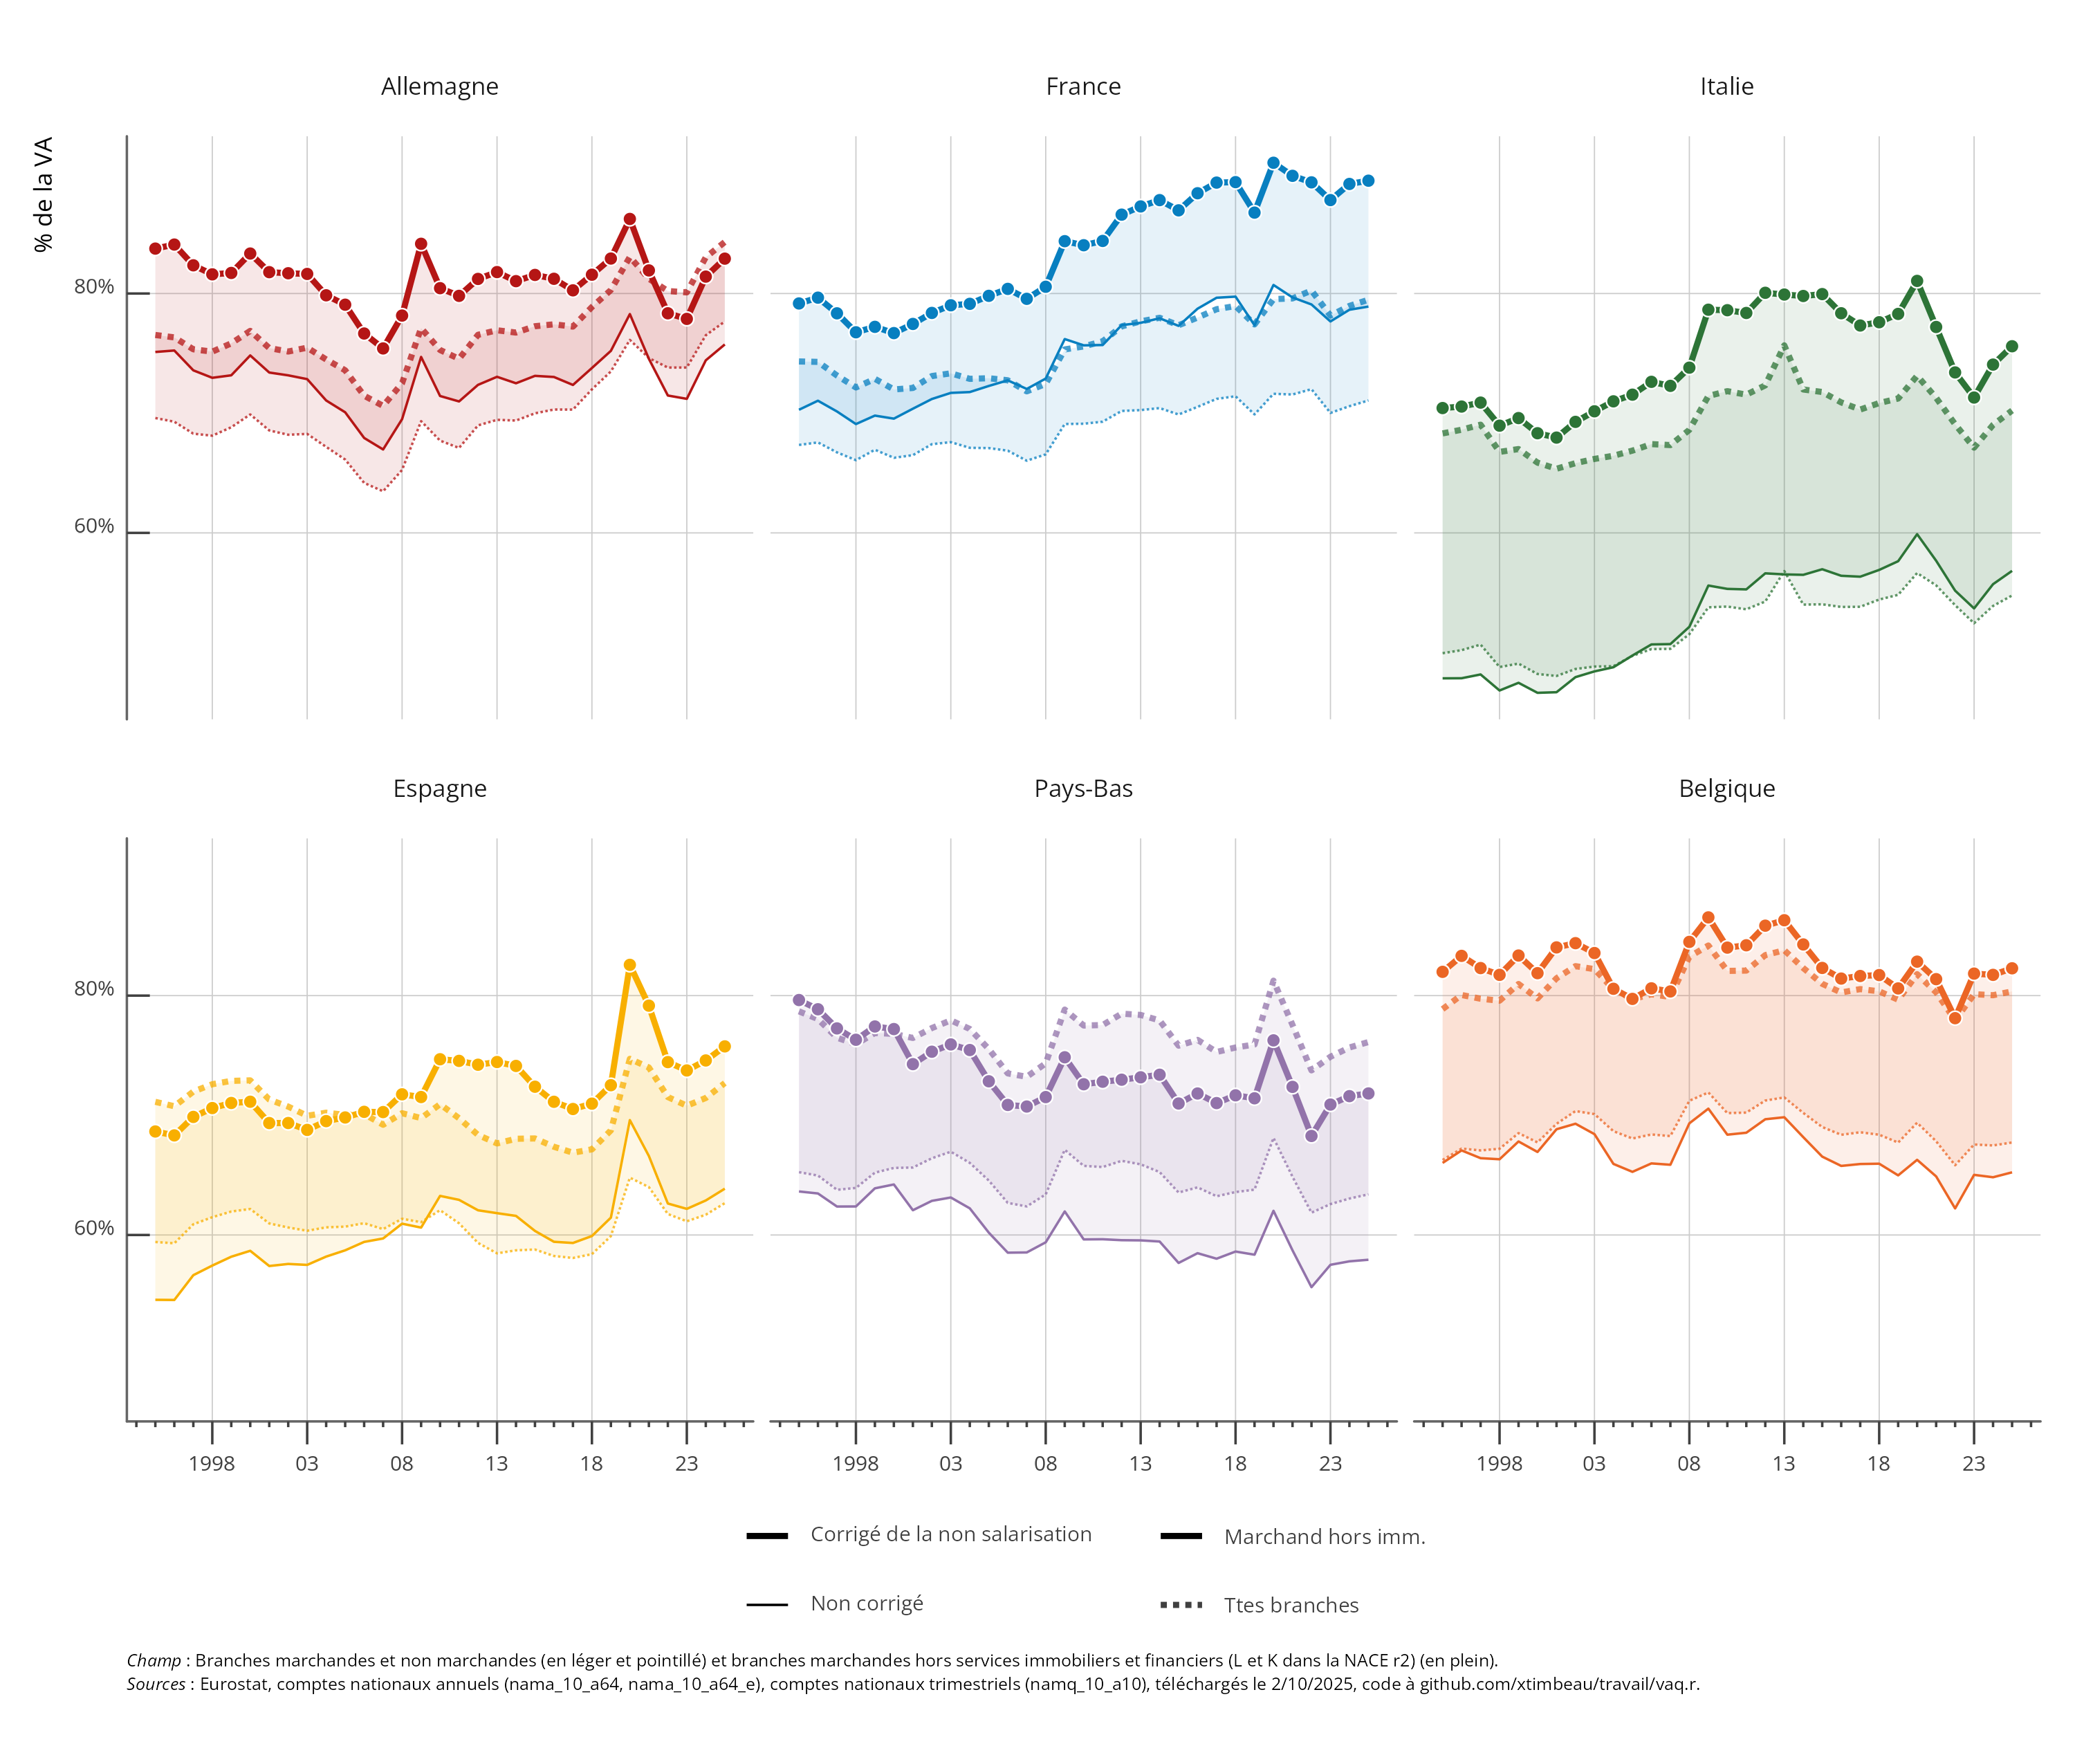 Allemagne
France
Italie
% de la VA
80%
60%
Espagne
Pays-Bas
Belgique
80%
60%
1998 03 08 13 18 23
1998 03 08 13 18 23
1998 03 08 13 18 23
Corrigé de la non salarisation
Marchand hors imm.
Non corrigé
Ttes branches
Champ : Branches marchandes et non marchandes (en léger et pointillé) et branches marchandes hors services immobiliers et financiers (L et K dans la NACE r2) (en plein).
Sources : Eurostat, comptes nationaux annuels (nama_10_a64, nama_10_a64_e), comptes nationaux trimestriels (namq_10_a10), téléchargés le 2/10/2025, code à github.com/xtimbeau/travail/vaq.r.